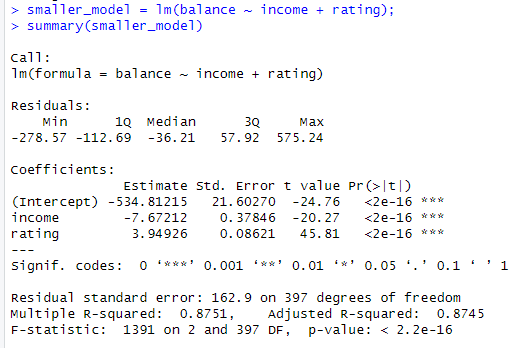 > smaller_model = lm(balance ~ income + rating);
> summary(smaller_model)

Call:
lm(formula = balance ~ income + rating)

Residuals:
    Min      1Q  Median      3Q     Max
-278.57 -112.69  -36.21   57.92  575.24

Coefficients:
              Estimate Std. Error t value Pr(>|t|)
(Intercept) -534.81215   21.60270  -24.76   <2e-16 ***
income        -7.67212    0.37846  -20.27   <2e-16 ***
rating         3.94926    0.08621   45.81   <2e-16 ***
---
Signif. codes:  0 ‘***’ 0.001 ‘**’ 0.01 ‘*’ 0.05 ‘.’ 0.1 ‘ ’ 1

Residual standard error: 162.9 on 397 degrees of freedom
Multiple R-squared:  0.8751,    Adjusted R-squared:  0.8745
F-statistic:  1391 on 2 and 397 DF,  p-value: < 2.2e-16